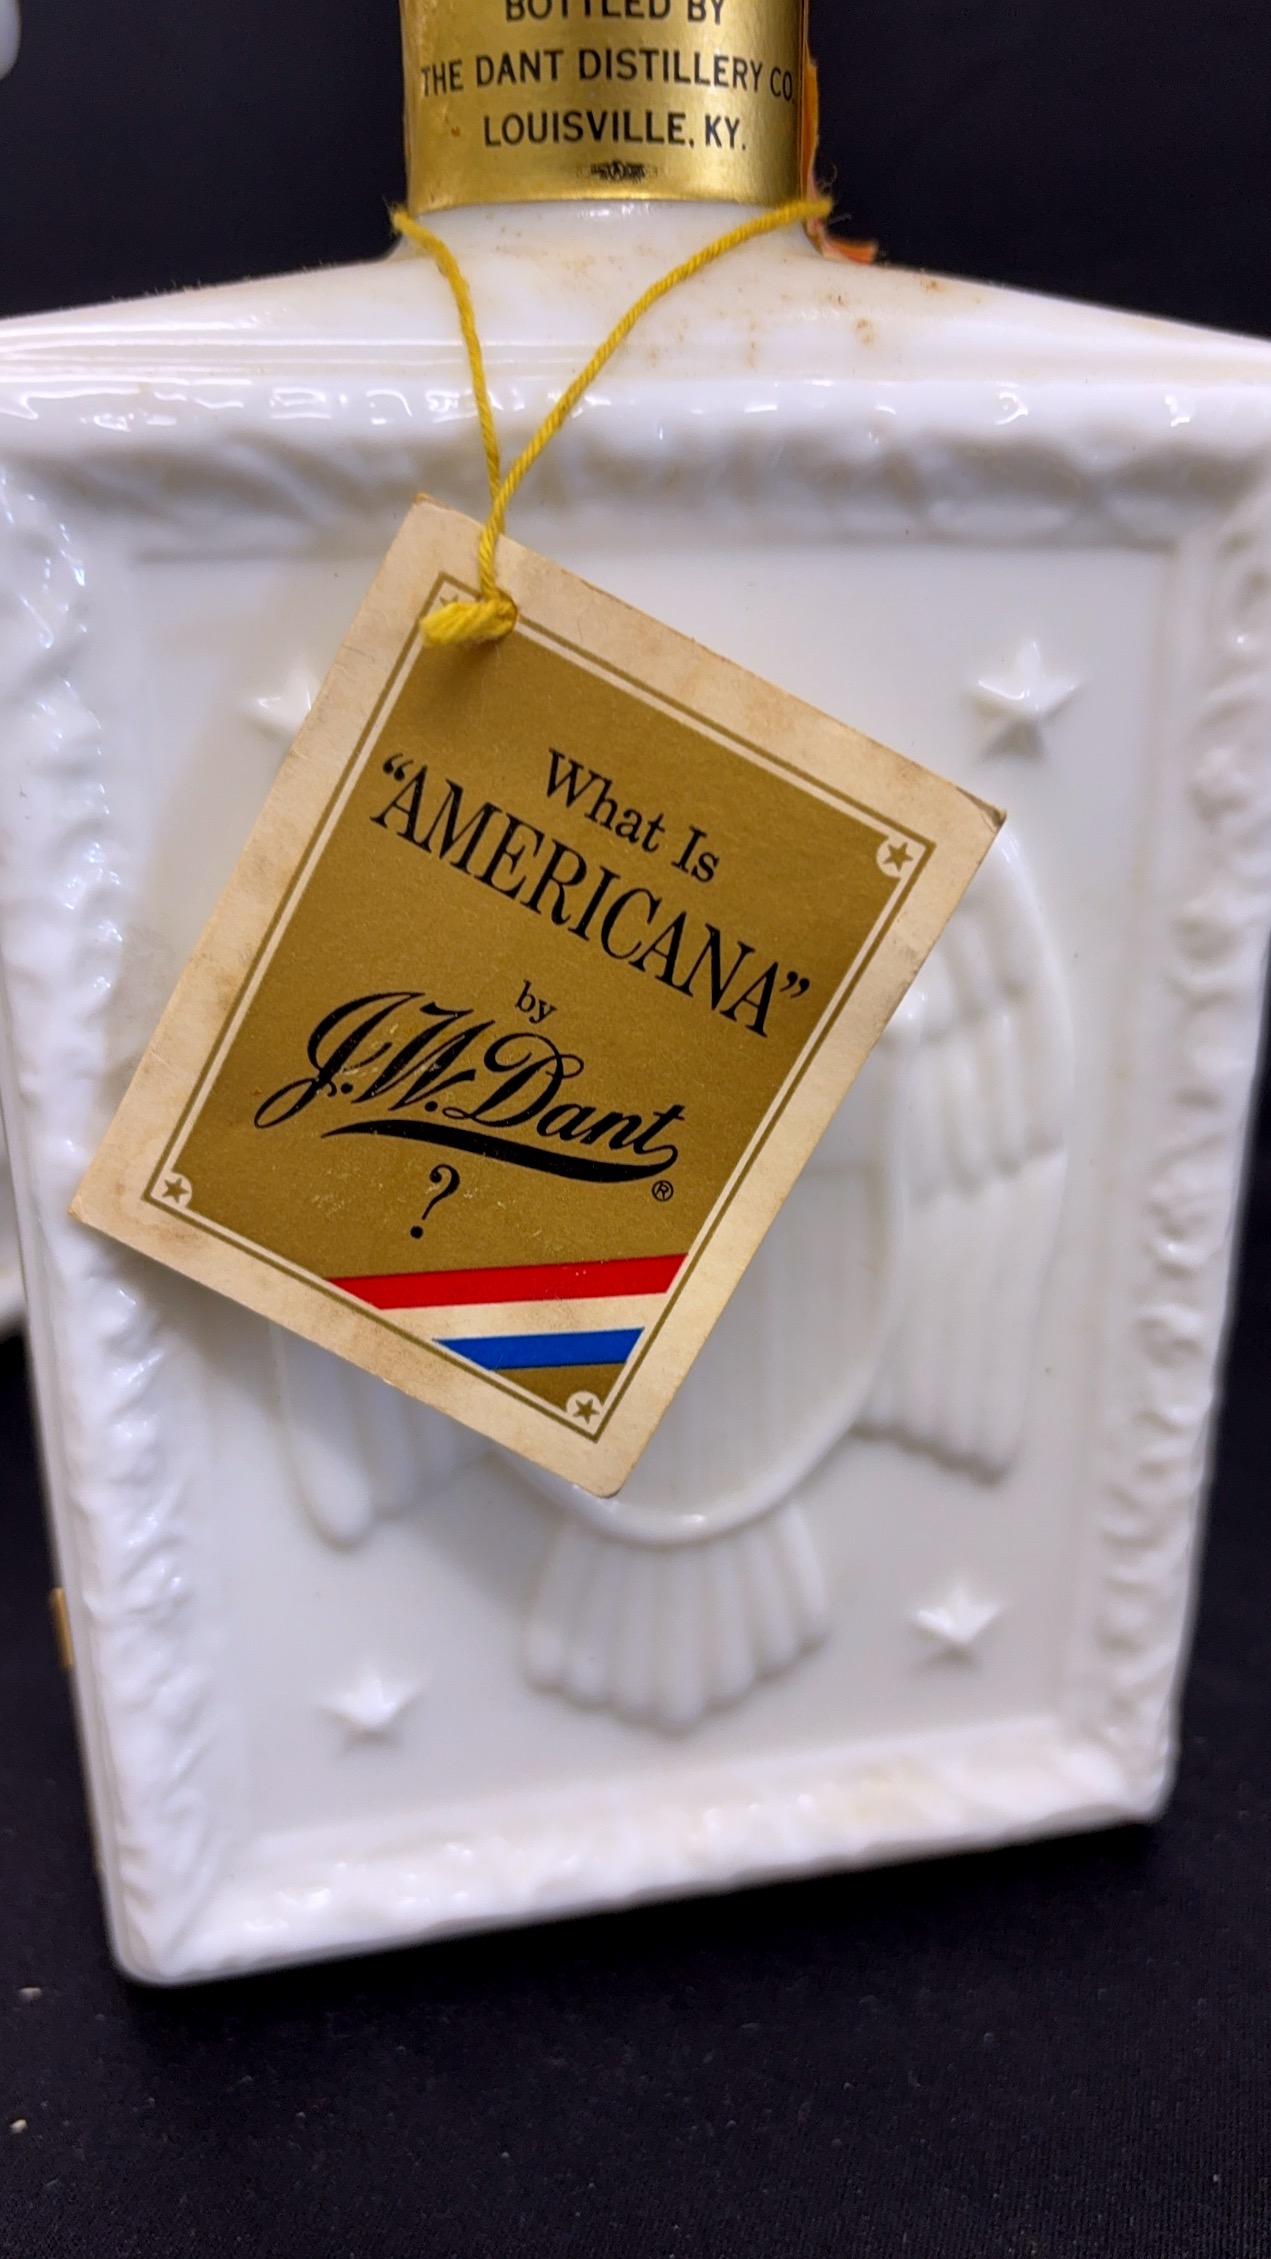 BOTTLED BY
THE DANT DISTILLERY CO.
LOUISVILLE, KY.
What Is
“AMERICANA”
by
J.W. Dant ®
?